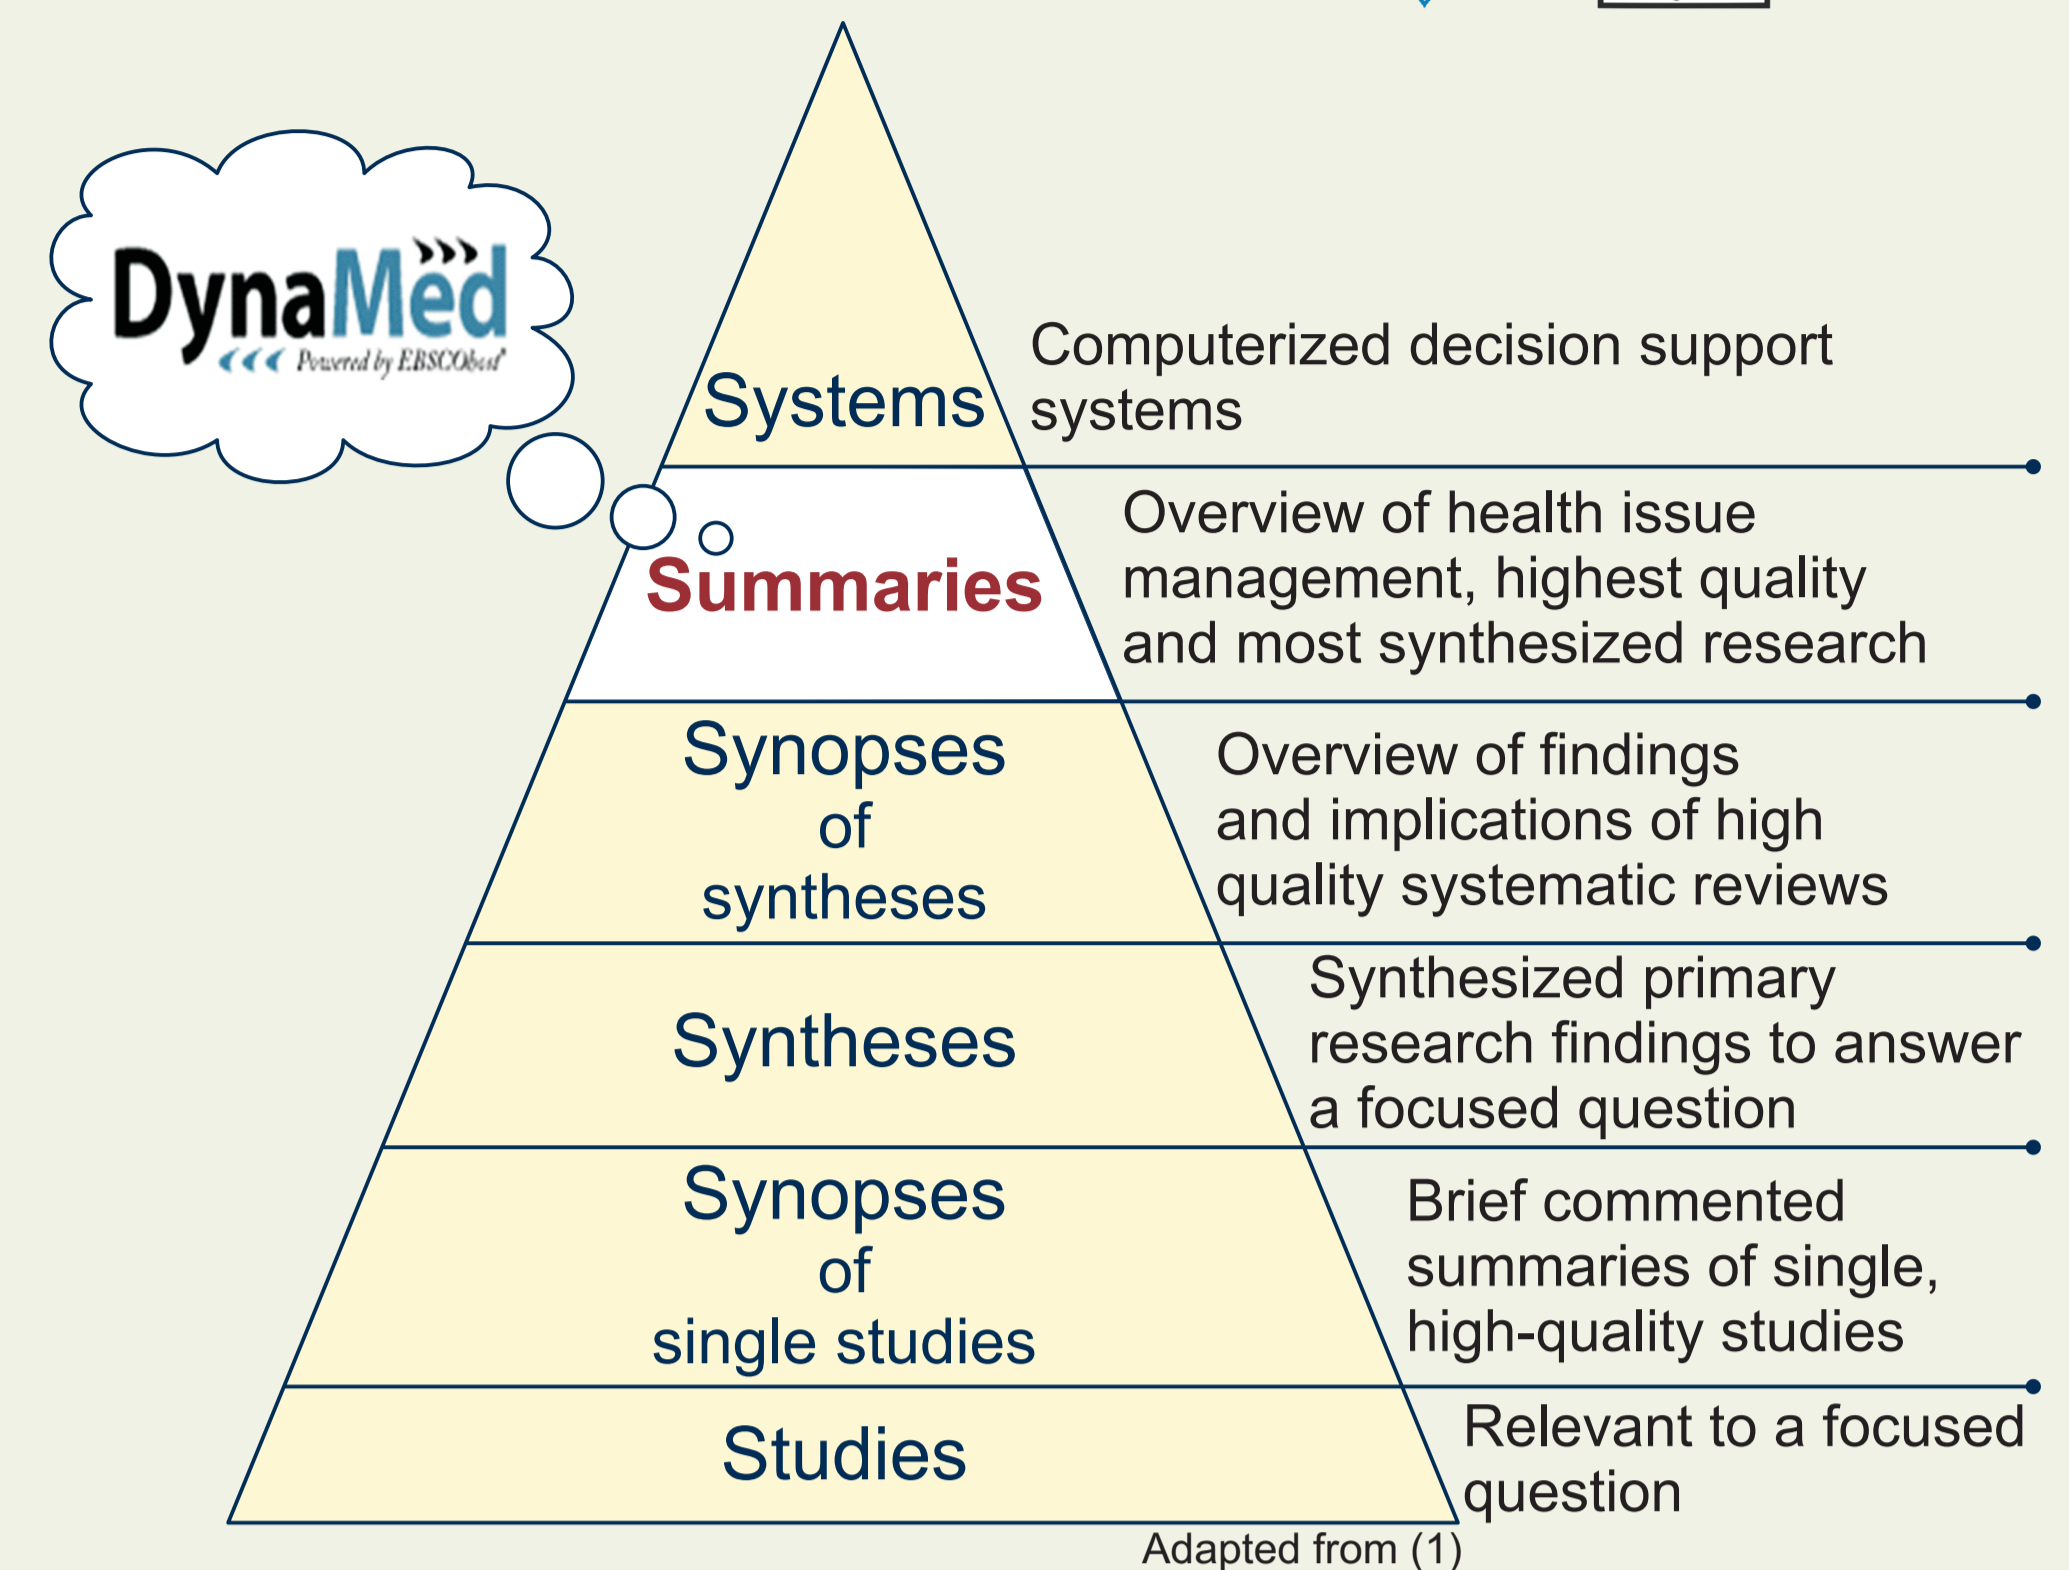 DynaMed
Powered by EBSCOhost®
Systems
Computerized decision support
systems
Summaries
Overview of health issue
management, highest quality
and most synthesized research
Synopses
of
syntheses
Overview of findings
and implications of high
quality systematic reviews
Syntheses
Synthesized primary
research findings to answer
a focused question
Synopses
of
single studies
Brief commented
summaries of single,
high-quality studies
Studies
Relevant to a focused
question
Adapted from (1)